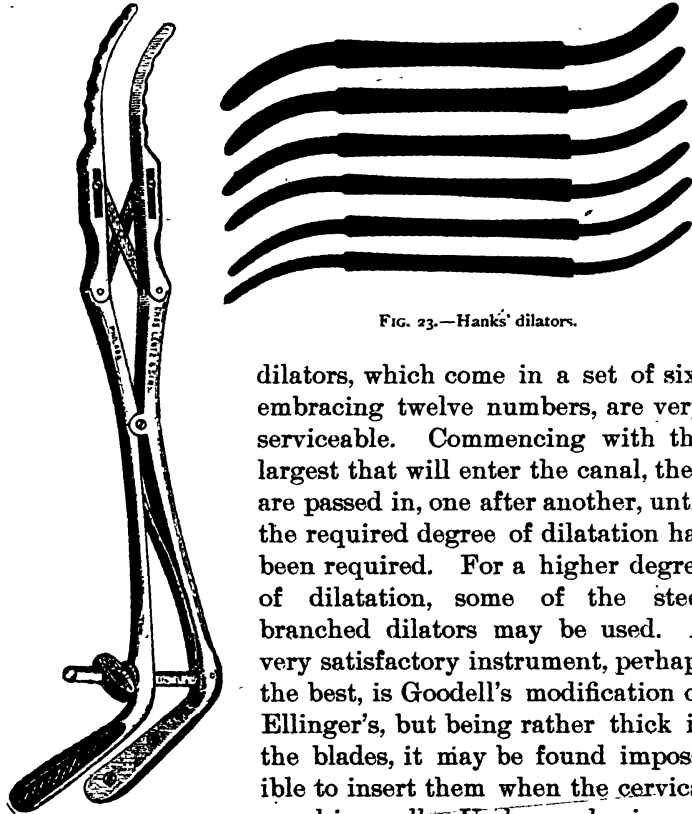 FIG. 23.—Hanks' dilators.
dilators, which come in a set of six
embracing twelve numbers, are ver
serviceable. Commencing with th
largest that will enter the canal, the
are passed in, one after another, unt
the required degree of dilatation ha
been required. For a higher degre
of dilatation, some of the stee
branched dilators may be used.
very satisfactory instrument, perhap
the best, is Goodell's modification o
Ellinger's, but being rather thick i
the blades, it may be found impos
ible to insert them when the cervica